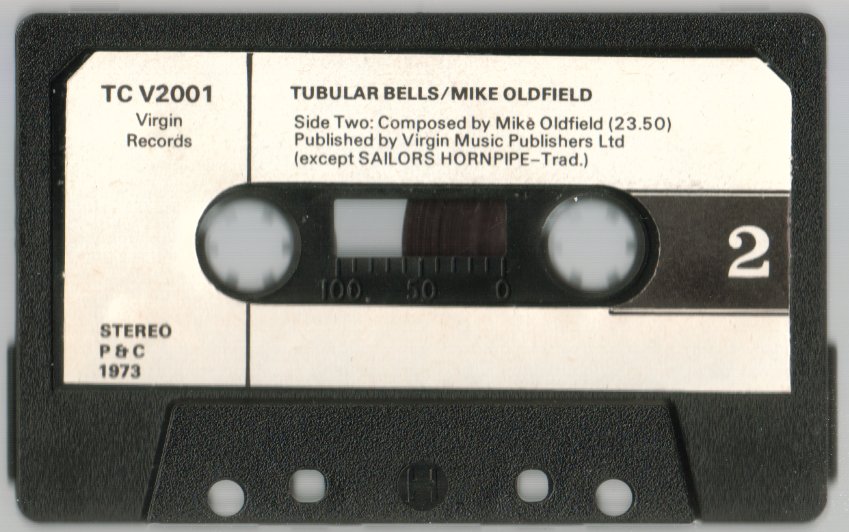 TC V2001
Virgin
Records
TUBULAR BELLS/MIKE OLDFIELD
Side Two: Composed by Mikè Oldfield (23.50)
Published by Virgin Music Publishers Ltd
(except SAILORS HORNPIPE–Trad.)
2
100 50 0
STEREO
P & C
1973